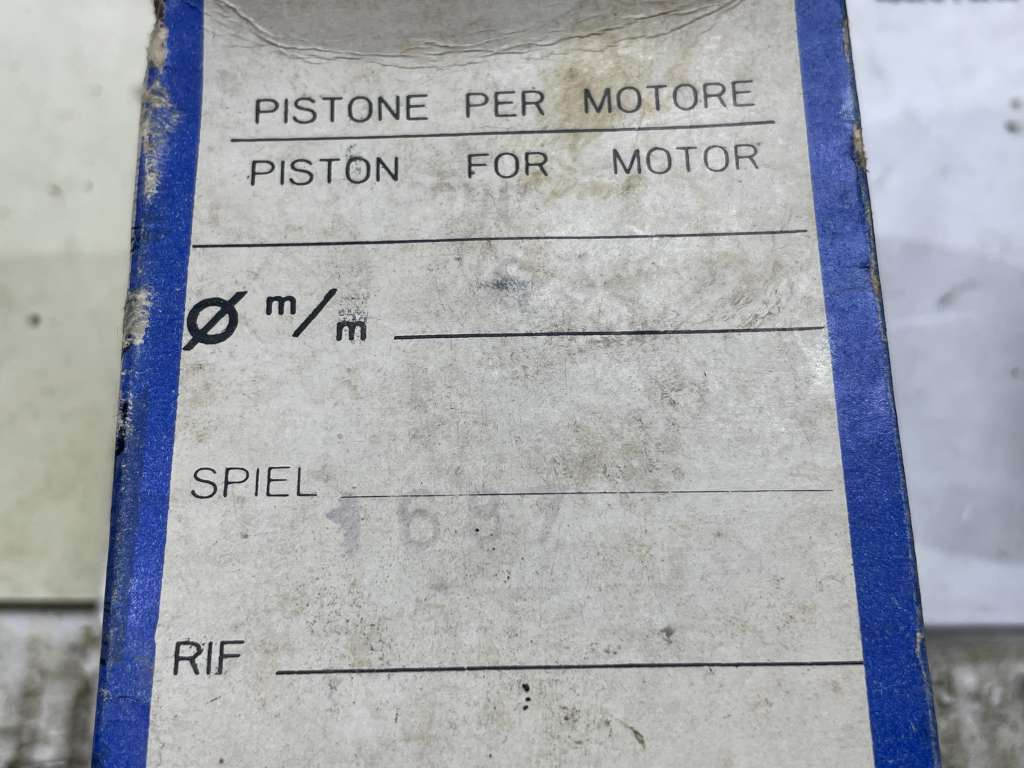 PISTONE PER MOTORE
PISTON FOR MOTOR
Ø m/m
SPIEL
RIF